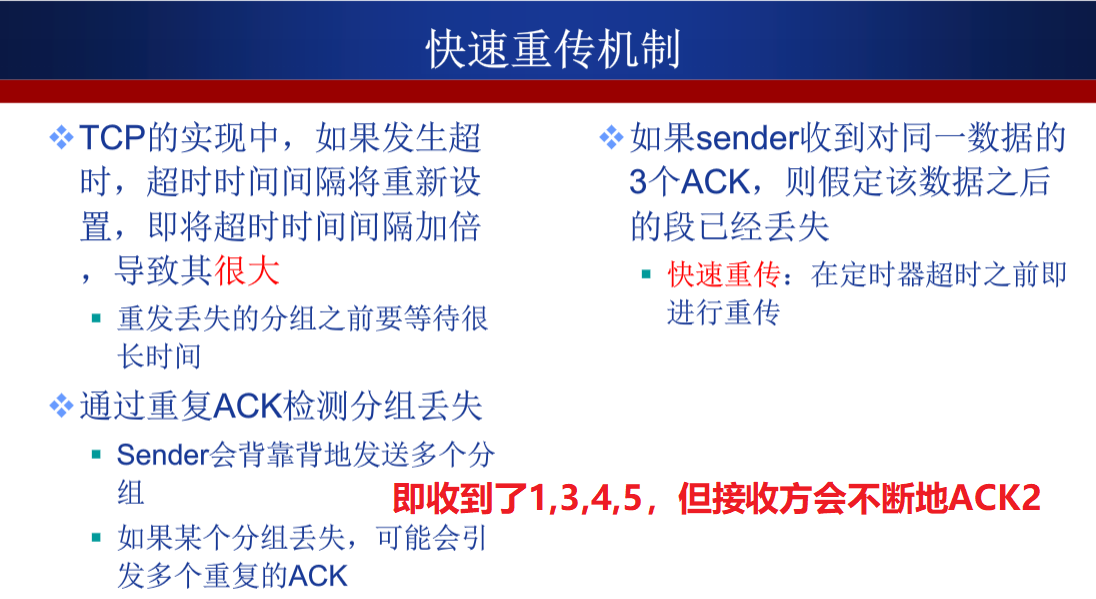 快速重传机制
TCP的实现中，如果发生超
时，超时时间间隔将重新设
置，即将超时时间间隔加倍
，导致其很大
重发丢失的分组之前要等待很
长时间
通过重复ACK检测分组丢失
Sender会背靠背地发送多个分
组
如果某个分组丢失，可能会引
发多个重复的ACK
如果sender收到对同一数据的
3个ACK，则假定该数据之后
的段已经丢失
快速重传：在定时器超时之前即
进行重传
即收到了1,3,4,5，但接收方会不断地ACK2